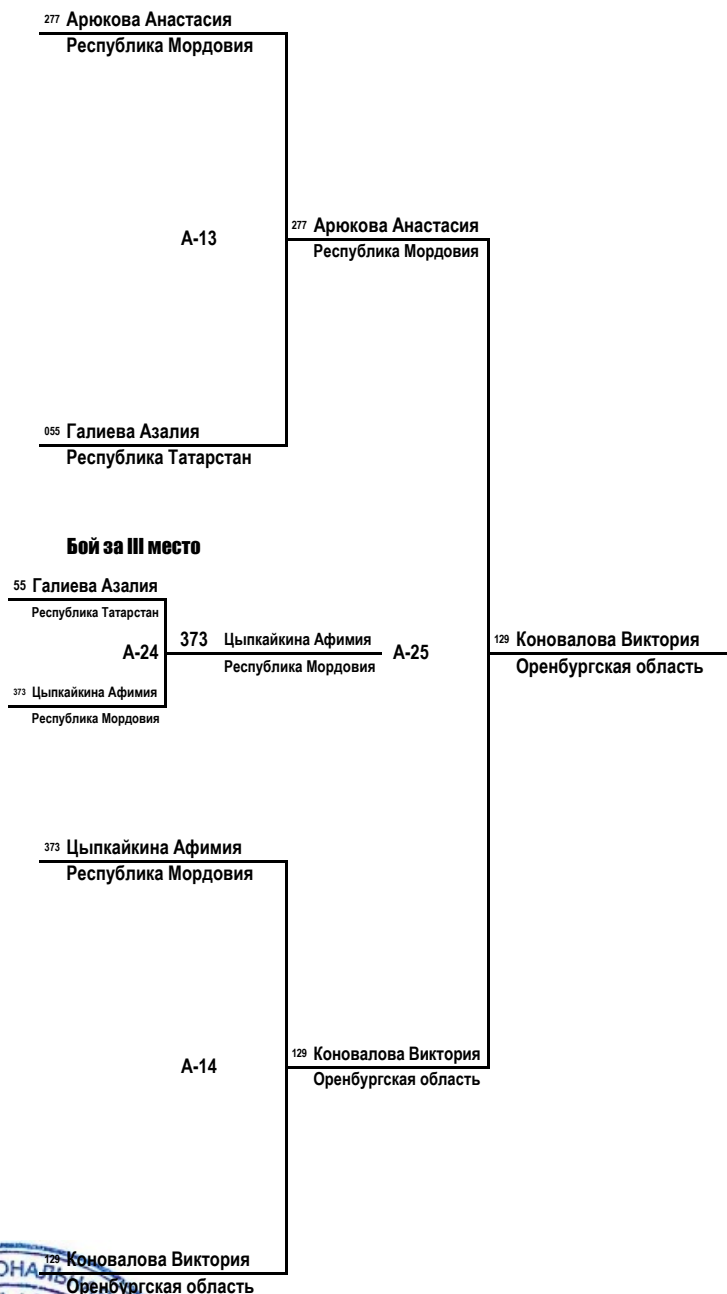 277 Арюкова Анастасия
Республика Мордовия
А-13
277 Арюкова Анастасия
Республика Мордовия
055 Галиева Азалия
Республика Татарстан
Бой за III место
55 Галиева Азалия
Республика Татарстан
А-24
373 Цыпкайкина Афимия
Республика Мордовия
373 Цыпкайкина Афимия
Республика Мордовия
А-25
129 Коновалова Виктория
Оренбургская область
373 Цыпкайкина Афимия
Республика Мордовия
А-14
129 Коновалова Виктория
Оренбургская область
129 Коновалова Виктория
Оренбургская область